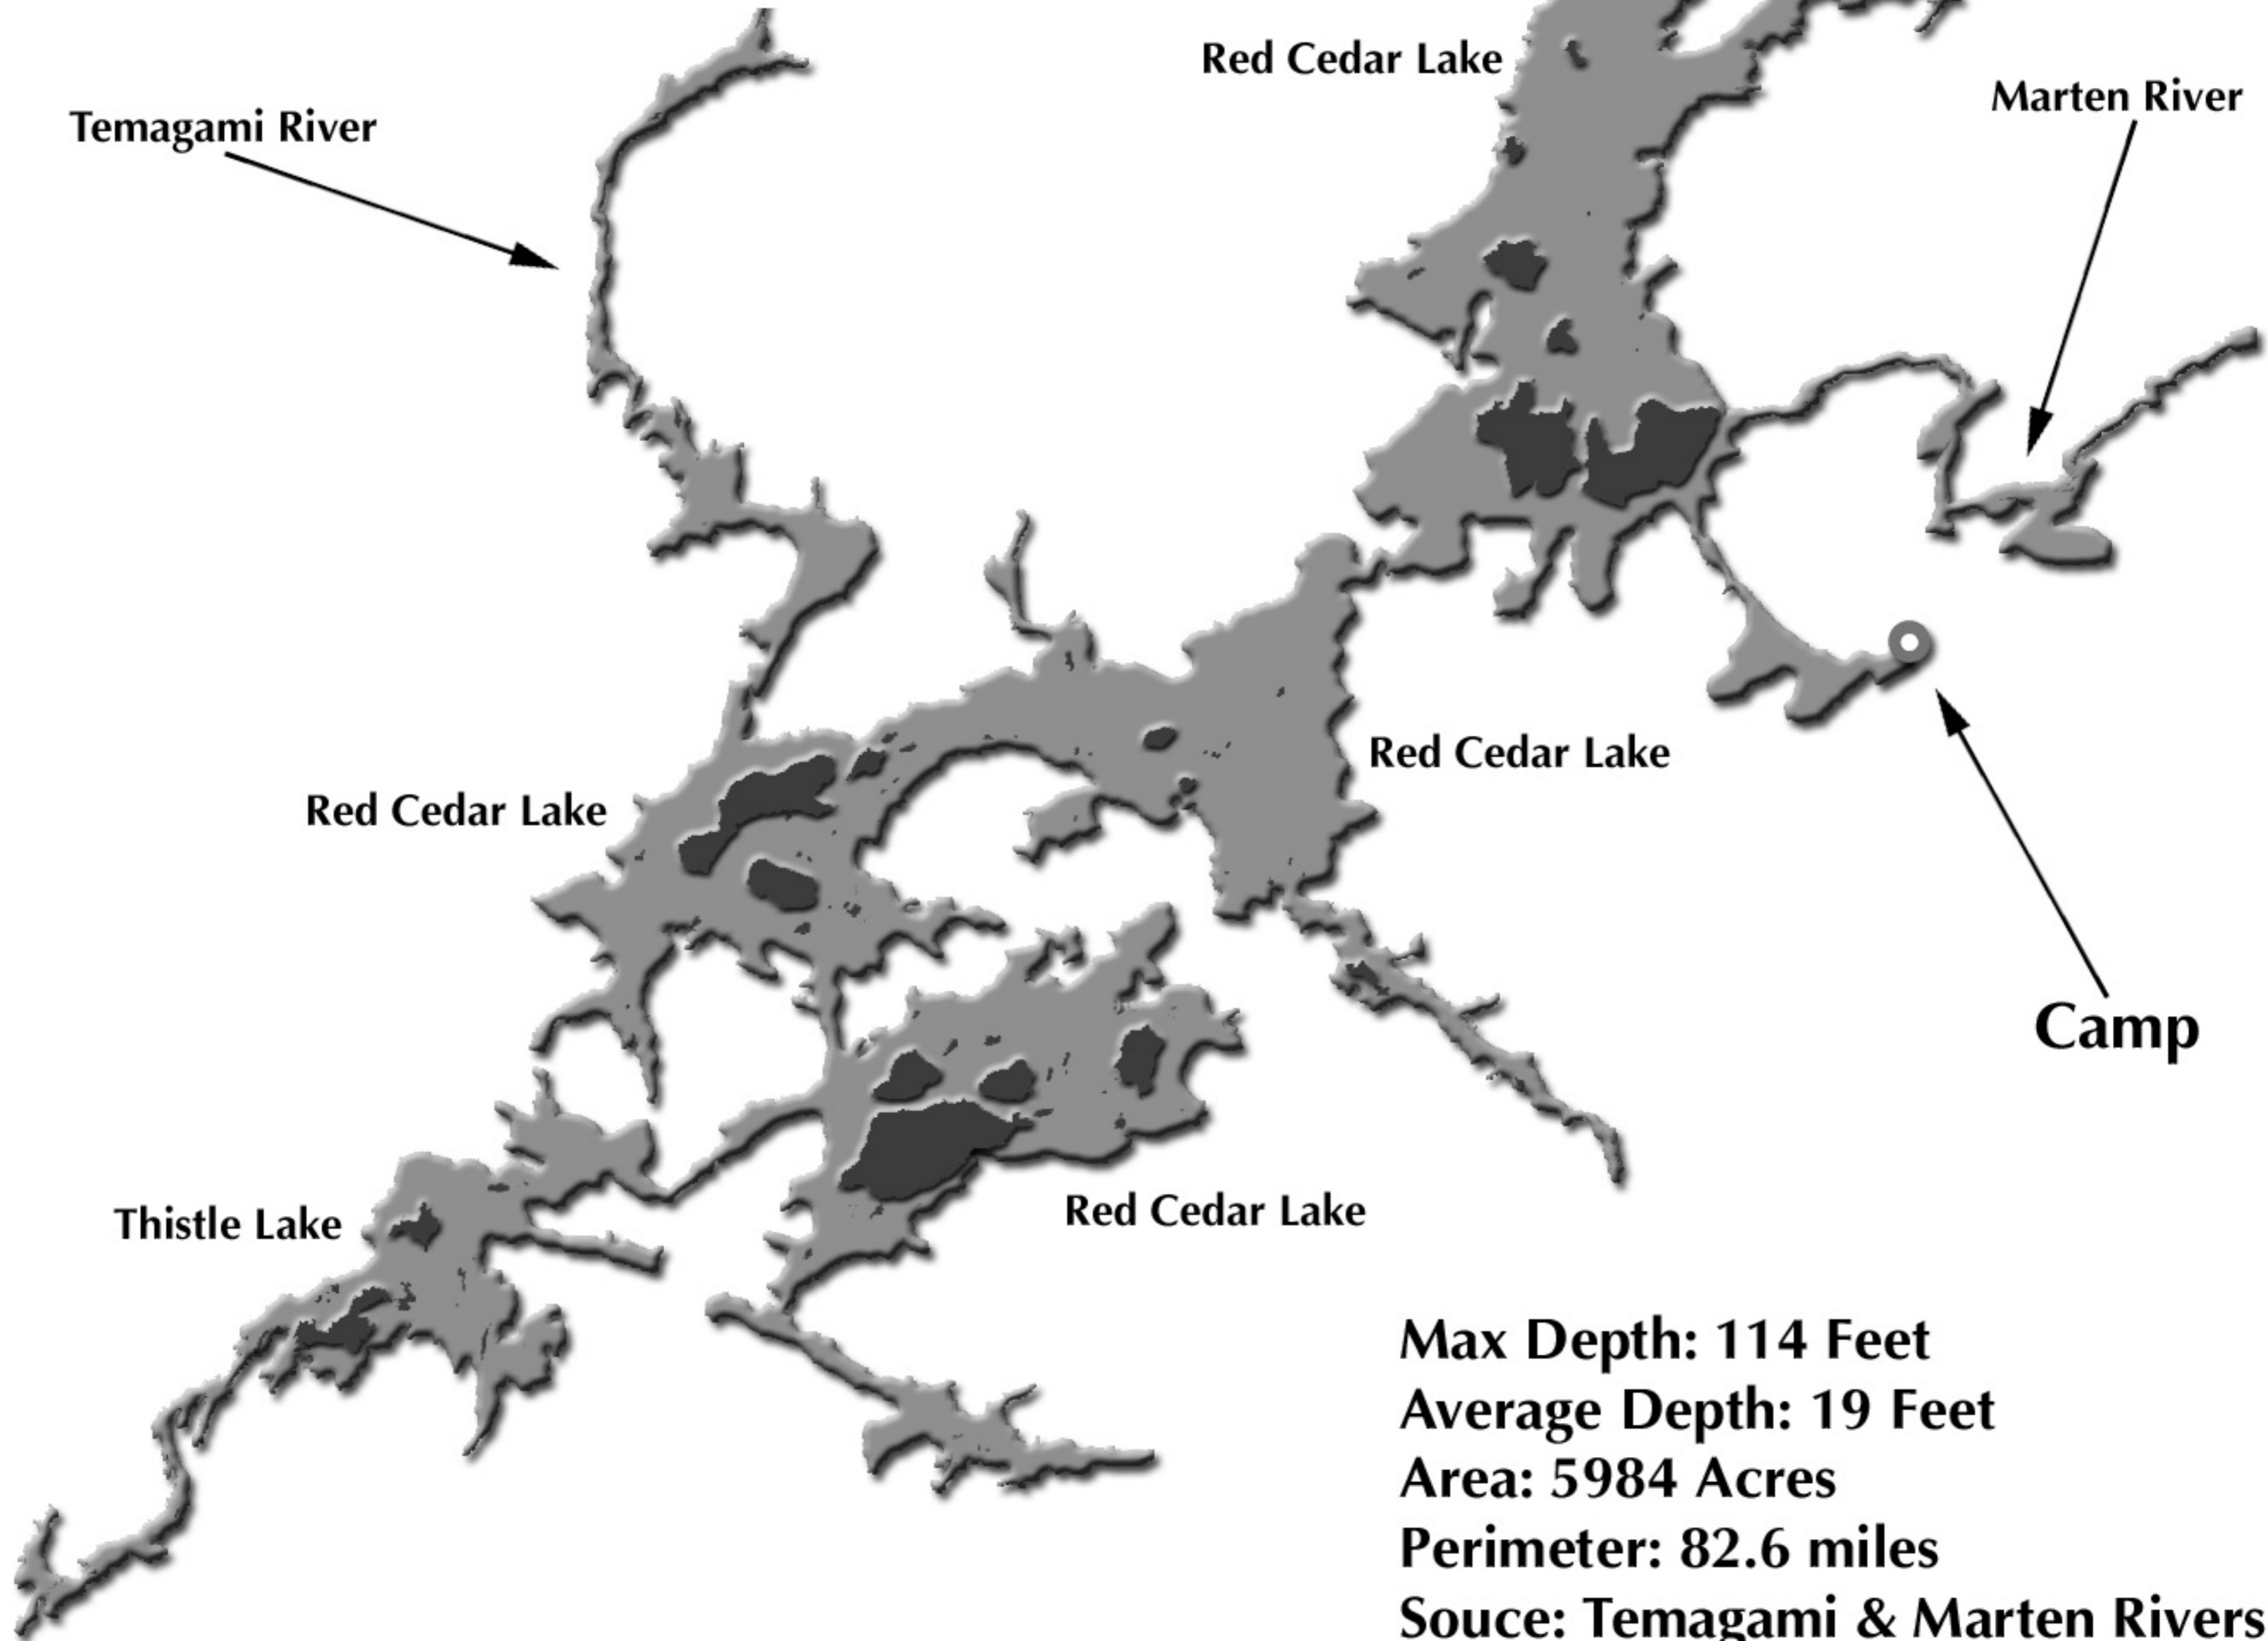 Red Cedar Lake
Marten River
Temagami River
Red Cedar Lake
Red Cedar Lake
Camp
Thistle Lake
Red Cedar Lake
Max Depth: 114 Feet
Average Depth: 19 Feet
Area: 5984 Acres
Perimeter: 82.6 miles
Souce: Temagami & Marten Rivers